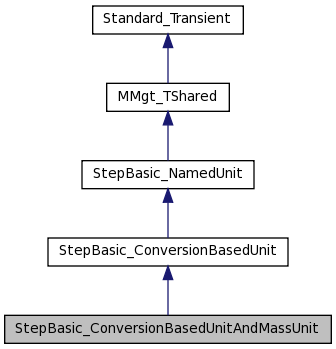 Standard_Transient
MMgt_TShared
StepBasic_NamedUnit
StepBasic_ConversionBasedUnit
StepBasic_ConversionBasedUnitAndMassUnit